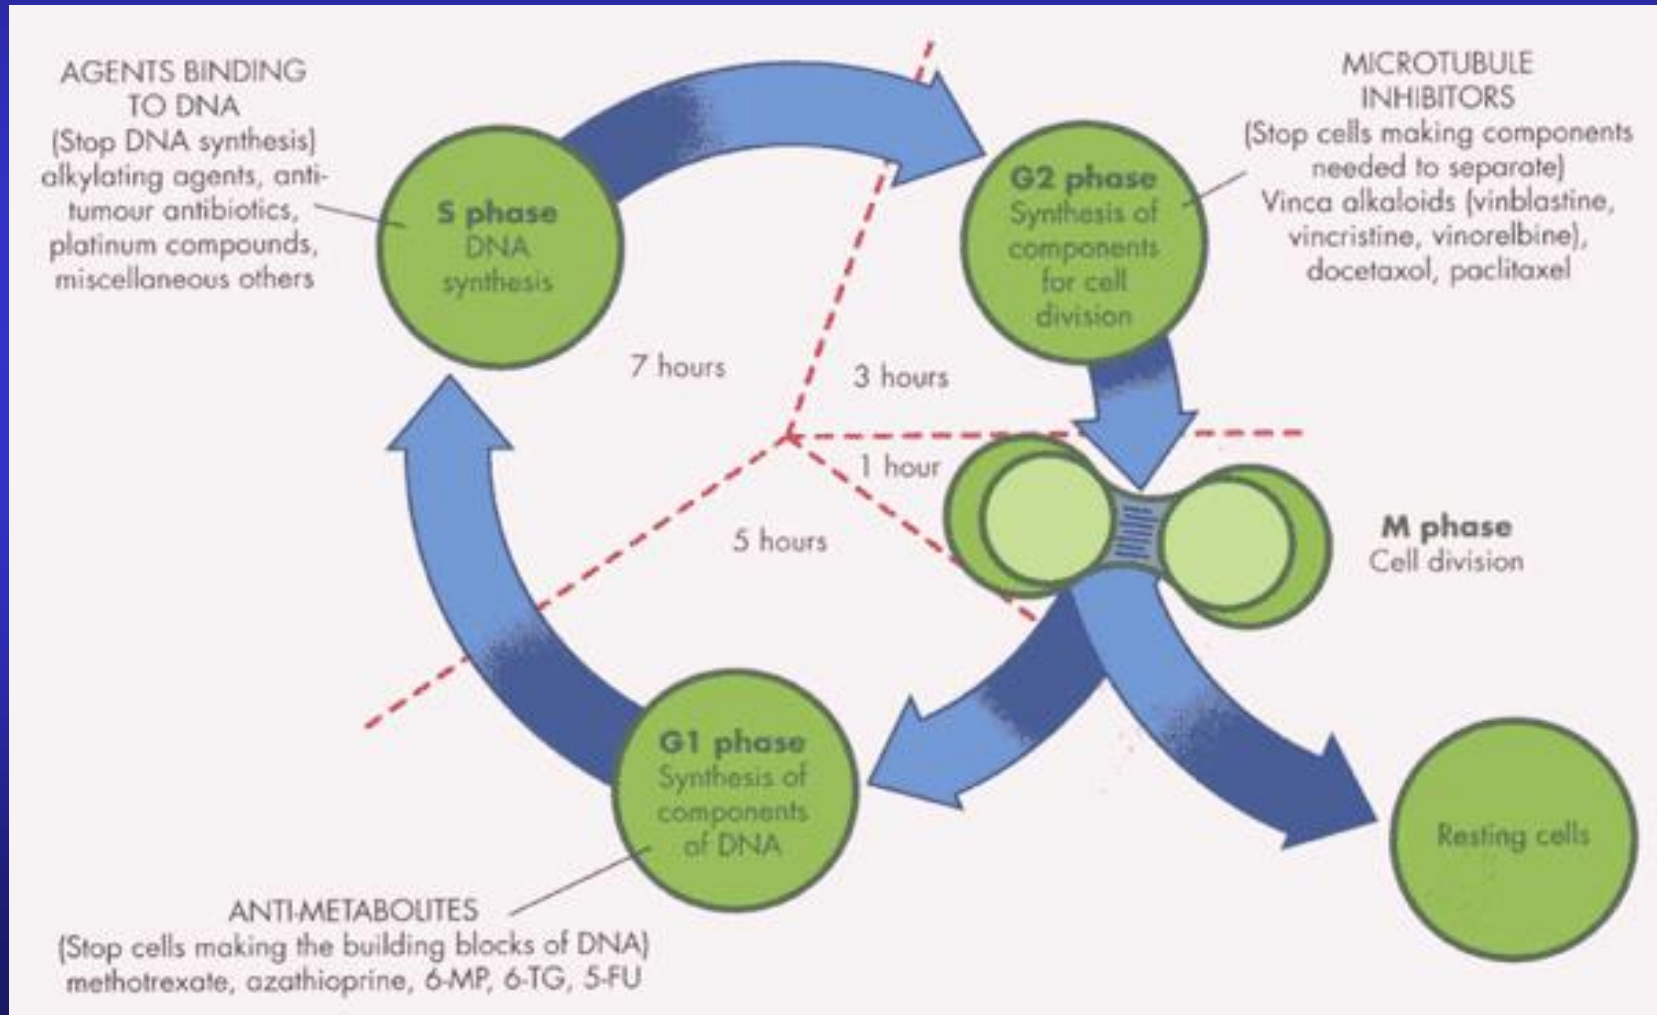 AGENTS BINDING
TO DNA
(Stop DNA synthesis)
alkylating agents, anti-
tumour antibiotics,
platinum compounds,
miscellaneous others
S phase
DNA
synthesis
G2 phase
Synthesis of
components
for cell
division
MICROTUBULE
INHIBITORS
(Stop cells making components
needed to separate)
Vinca alkaloids (vinblastine,
vincristine, vinorelbine),
docetaxol, paclitaxel
7 hours
3 hours
1 hour
5 hours
M phase
Cell division
G1 phase
Synthesis of
components
of DNA
Resting cells
ANTI-METABOLITES
(Stop cells making the building blocks of DNA)
methotrexate, azathioprine, 6-MP, 6-TG, 5-FU